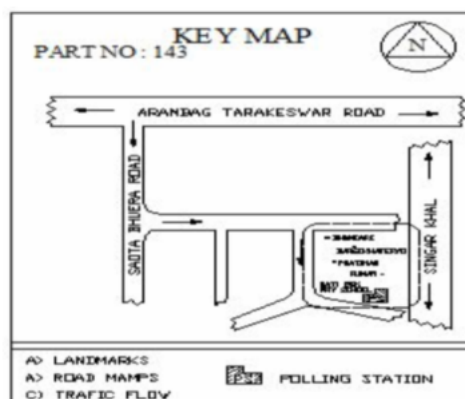 KEY MAP
PART NO : 143
N
ARAMBAG TARAKESWAR ROAD
SAOTA BHUERA ROAD
SINGAR KHAL
A> LANDMARKS
A> ROAD MAMPS
POLLING STATION
C) TRAFIC FLOW